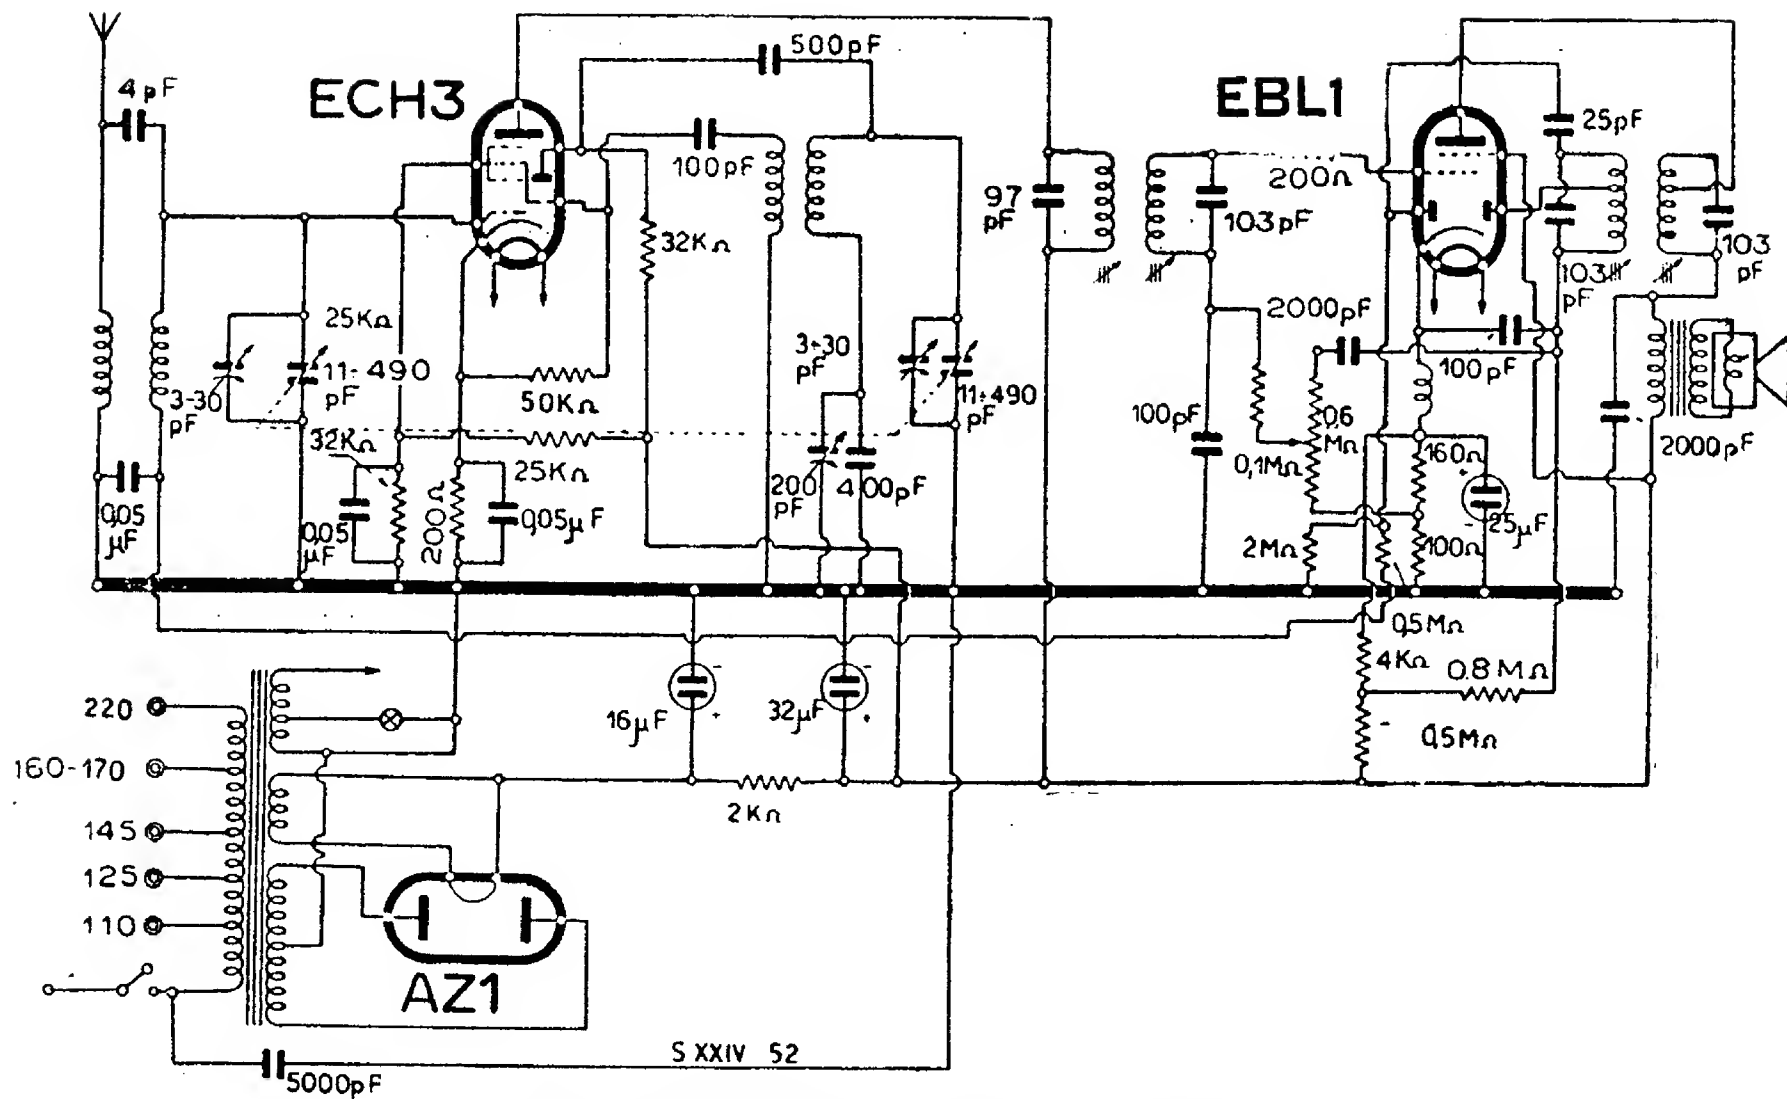 4pF
ECH3
500pF
EBL1
25pF
100pF
97
pF
200Ω
103pF
32KΩ
103
pF
103
pF
2000pF
25KΩ
3-30
pF
11÷490
pF
3÷30
pF
11÷490
pF
100pF
50KΩ
100pF
0,6
MΩ
32KΩ
160Ω
2000pF
0,1MΩ
25KΩ
200
pF
400pF
0,05
μF
0,05
μF
200Ω
0,05μF
25μF
2MΩ
100Ω
0,5MΩ
4KΩ
0.8MΩ
220
16μF
32μF
0,5MΩ
160-170
2KΩ
145
125
110
AZ1
S XXIV 52
5000pF